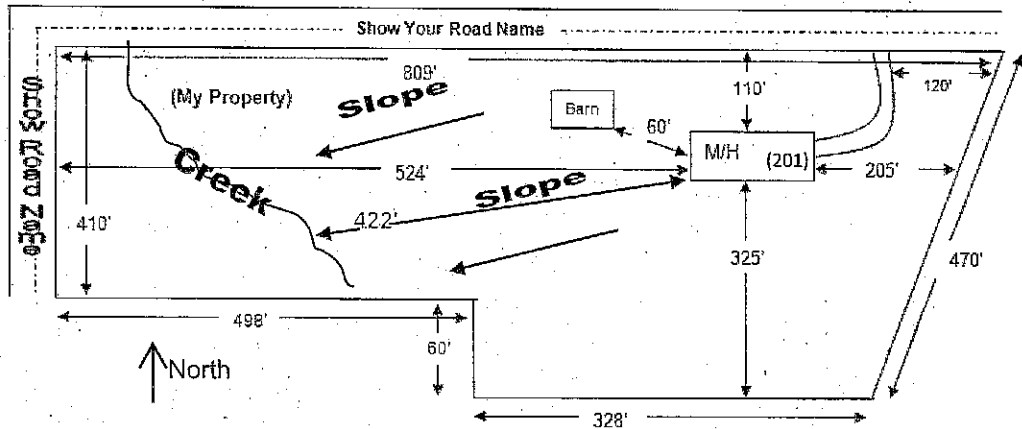 Show Your Road Name
809'
(My Property)
Slope
110'
120'
Barn
60'
M/H
(201)
Show Road Name
Creek
524'
205'
Slope
410'
422'
325'
470'
498'
60'
North
328'